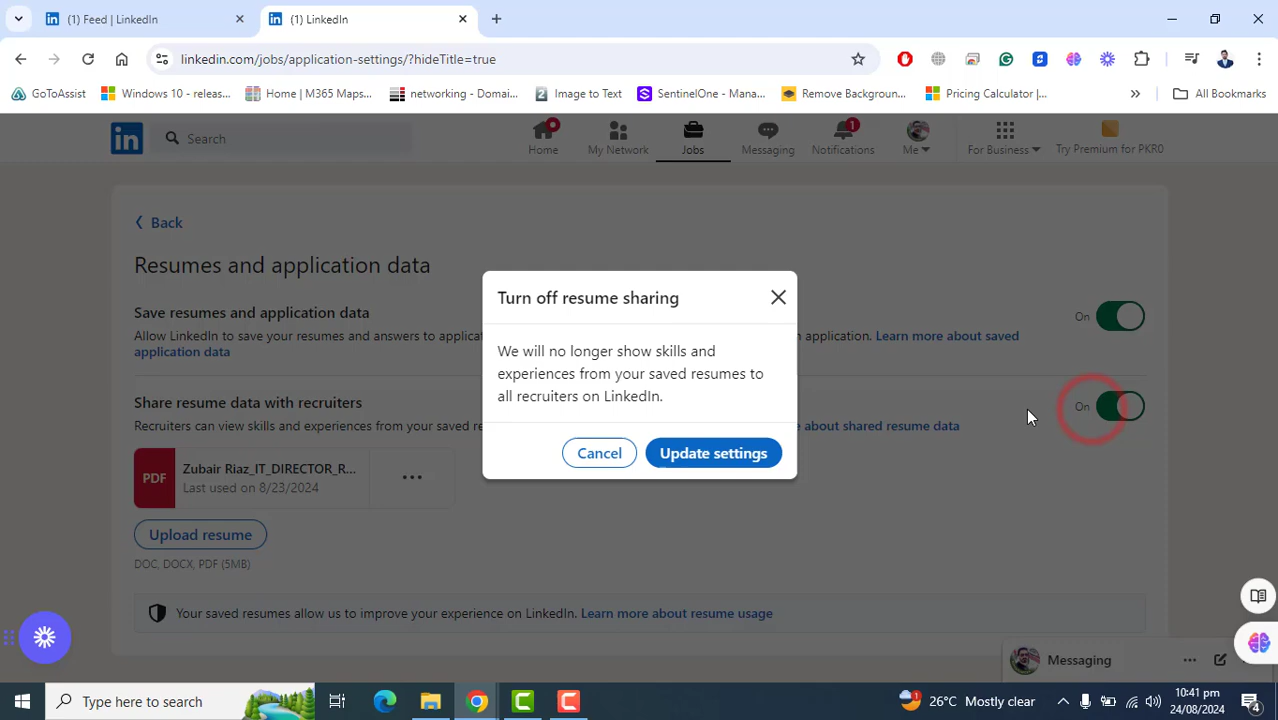 (1) Feed | LinkedIn
(1) LinkedIn
linkedin.com/jobs/application-settings/?hideTitle=true
GoToAssist
Windows 10 - releas...
Home | M365 Maps...
networking - Domai...
Image to Text
SentinelOne - Mana...
Remove Backgroun...
Pricing Calculator |...
All Bookmarks
in
Search
Home
My Network
Jobs
Messaging
1
Notifications
Me
For Business
Try Premium for PKR0
Back
Resumes and application data
Save resumes and application data
On
Allow LinkedIn to save your resumes and answers to applica
n application. Learn more about saved
application data
Share resume data with recruiters
On
Recruiters can view skills and experiences from your saved re
e about shared resume data
PDF
Zubair Riaz_IT_DIRECTOR_R...
Last used on 8/23/2024
Upload resume
DOC, DOCX, PDF (5MB)
Your saved resumes allow us to improve your experience on LinkedIn. Learn more about resume usage
Turn off resume sharing
We will no longer show skills and
experiences from your saved resumes to
all recruiters on LinkedIn.
Cancel
Update settings
Messaging
Type here to search
1
26°C Mostly clear
10:41 pm
24/08/2024
4